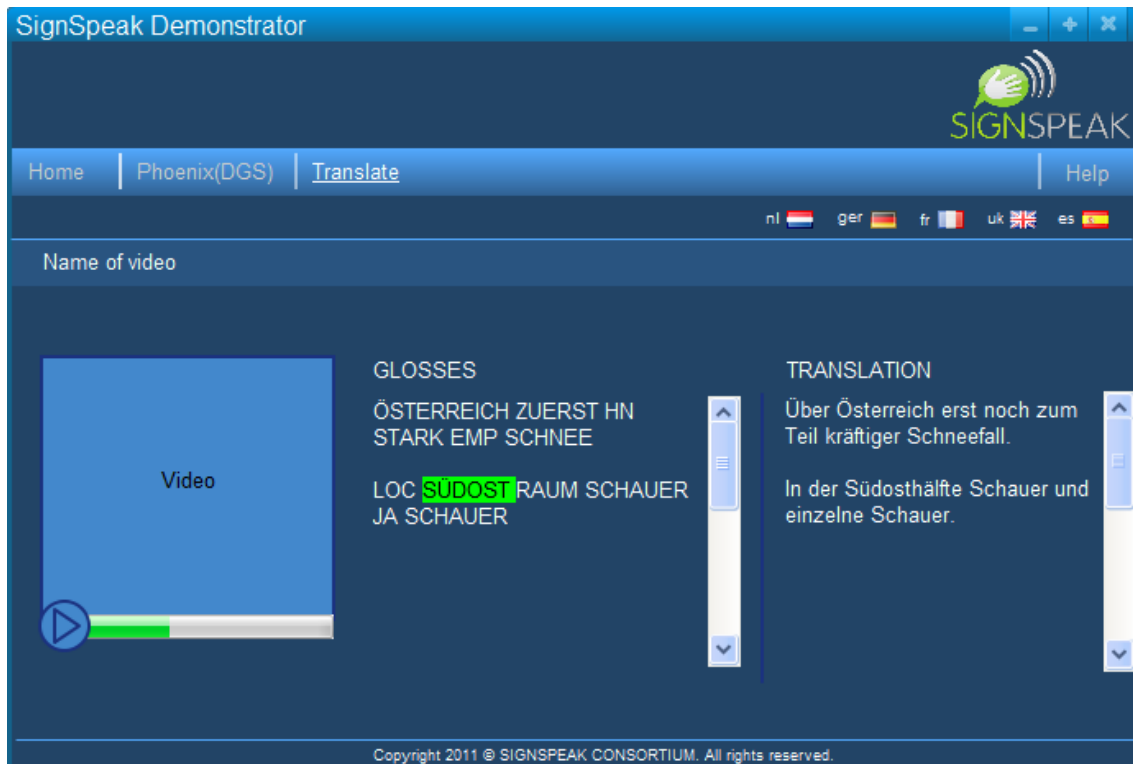 SignSpeak Demonstrator
SIGNSPEAK
Home
Phoenix(DGS)
Translate
Help
nl
ger
fr
uk
es
Name of video
Video
GLOSSES
ÖSTERREICH ZUERST HN
STARK EMP SCHNEE
LOC SÜDOST RAUM SCHAUER
JA SCHAUER
TRANSLATION
Über Österreich erst noch zum
Teil kräftiger Schneefall.
In der Südosthälfte Schauer und
einzelne Schauer.
Copyright 2011 © SIGNSPEAK CONSORTIUM. All rights reserved.